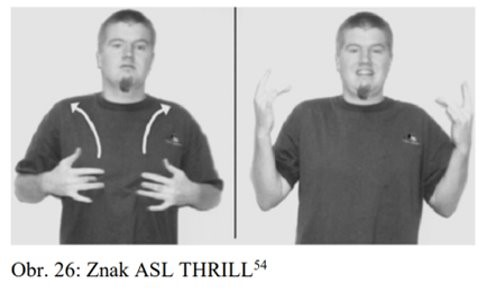 Obr. 26: Znak ASL THRILL⁵⁴